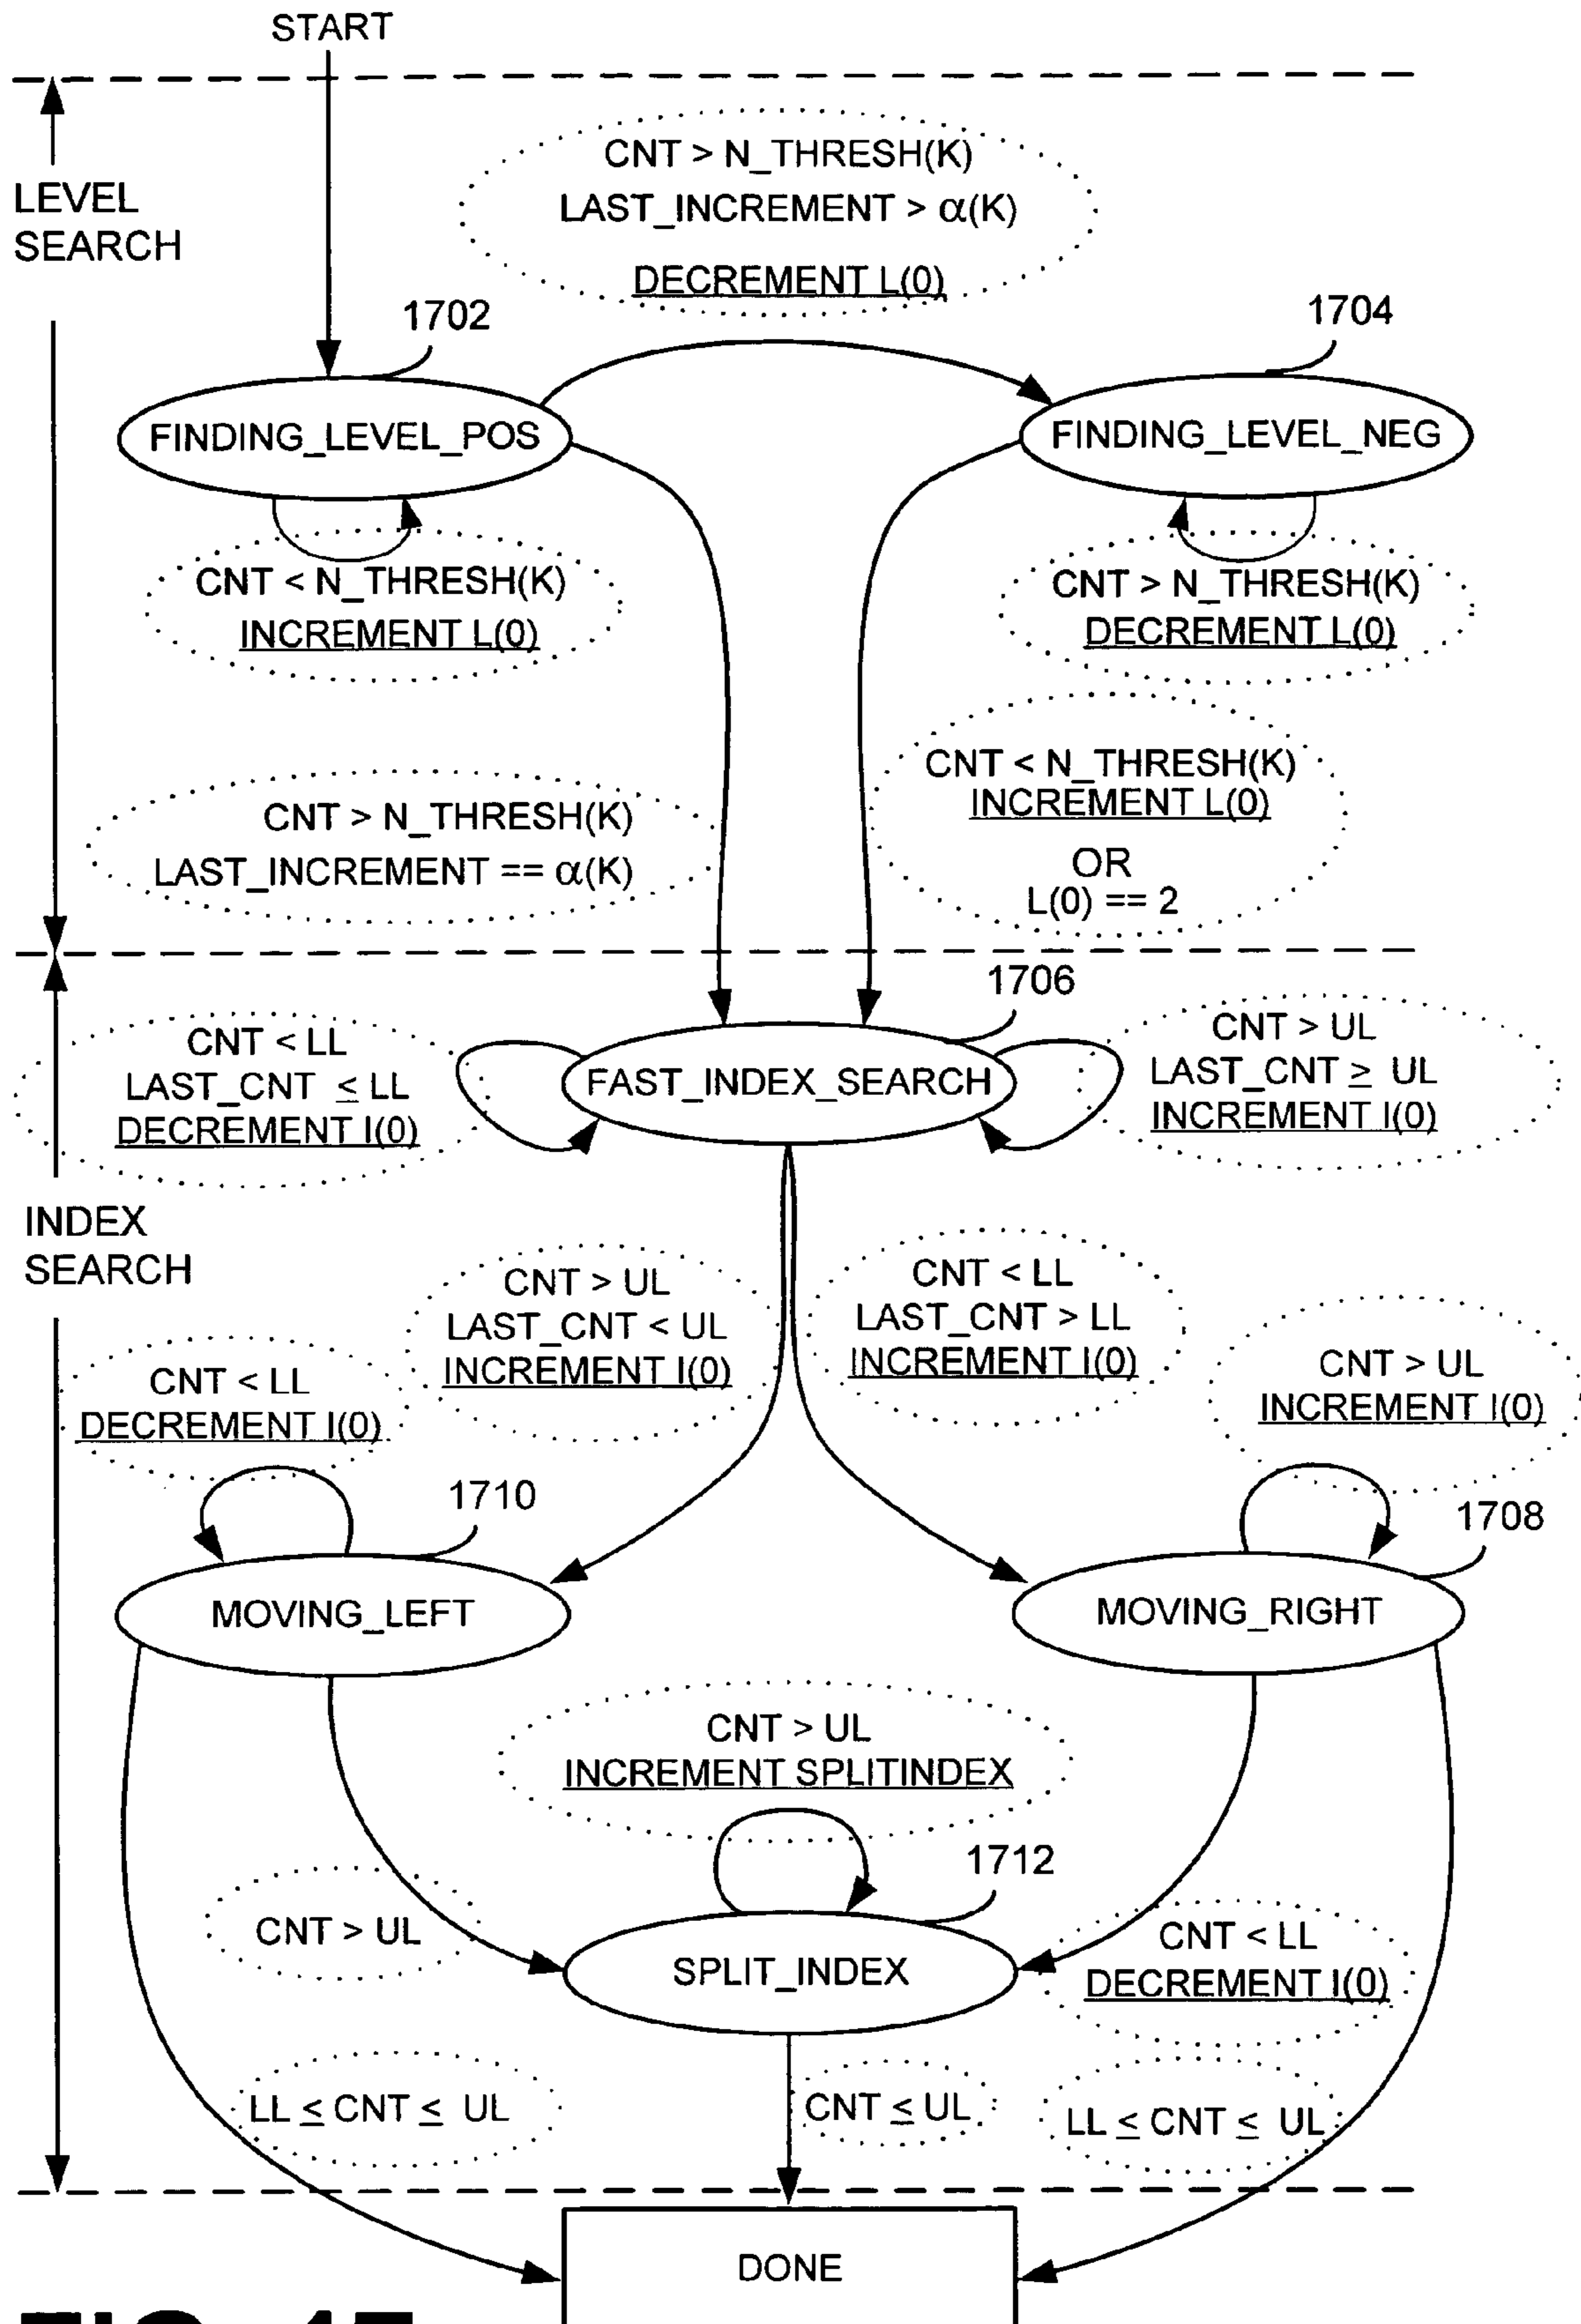 START
CNT > N_THRESH(K)
LAST_INCREMENT > α(K)
DECREMENT L(0)
LEVEL
SEARCH
1702
1704
FINDING_LEVEL_POS
FINDING_LEVEL_NEG
CNT < N_THRESH(K)
INCREMENT L(0)
CNT > N_THRESH(K)
DECREMENT L(0)
CNT < N_THRESH(K)
INCREMENT L(0)
OR
L(0) == 2
CNT > N_THRESH(K)
LAST_INCREMENT == α(K)
1706
CNT < LL
LAST_CNT ≤ LL
DECREMENT I(0)
FAST_INDEX_SEARCH
CNT > UL
LAST_CNT ≥ UL
INCREMENT I(0)
INDEX
SEARCH
CNT > UL
LAST_CNT < UL
INCREMENT I(0)
CNT < LL
LAST_CNT > LL
INCREMENT I(0)
CNT < LL
DECREMENT I(0)
CNT > UL
INCREMENT I(0)
1710
1708
MOVING_LEFT
MOVING_RIGHT
CNT > UL
INCREMENT SPLITINDEX
1712
CNT > UL
SPLIT_INDEX
CNT < LL
DECREMENT I(0)
LL ≤ CNT ≤ UL
CNT ≤ UL
LL ≤ CNT ≤ UL
DONE